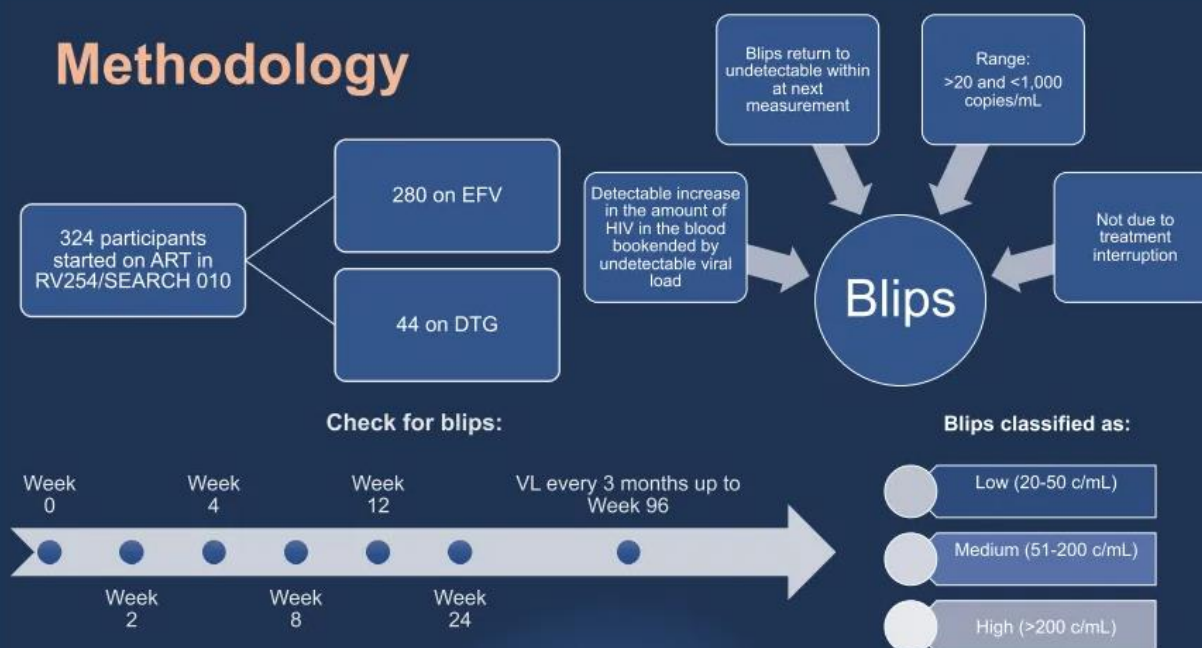 Methodology
324 participants
started on ART in
RV254/SEARCH 010
280 on EFV
44 on DTG
Detectable increase
in the amount of
HIV in the blood
bookended by
undetectable viral
load
Blips return to
undetectable within
at next
measurement
Range:
>20 and <1,000
copies/mL
Not due to
treatment
interruption
Blips
Check for blips:
Week
0
Week
2
Week
4
Week
8
Week
12
Week
24
VL every 3 months up to
Week 96
Blips classified as:
Low (20-50 c/mL)
Medium (51-200 c/mL)
High (>200 c/mL)